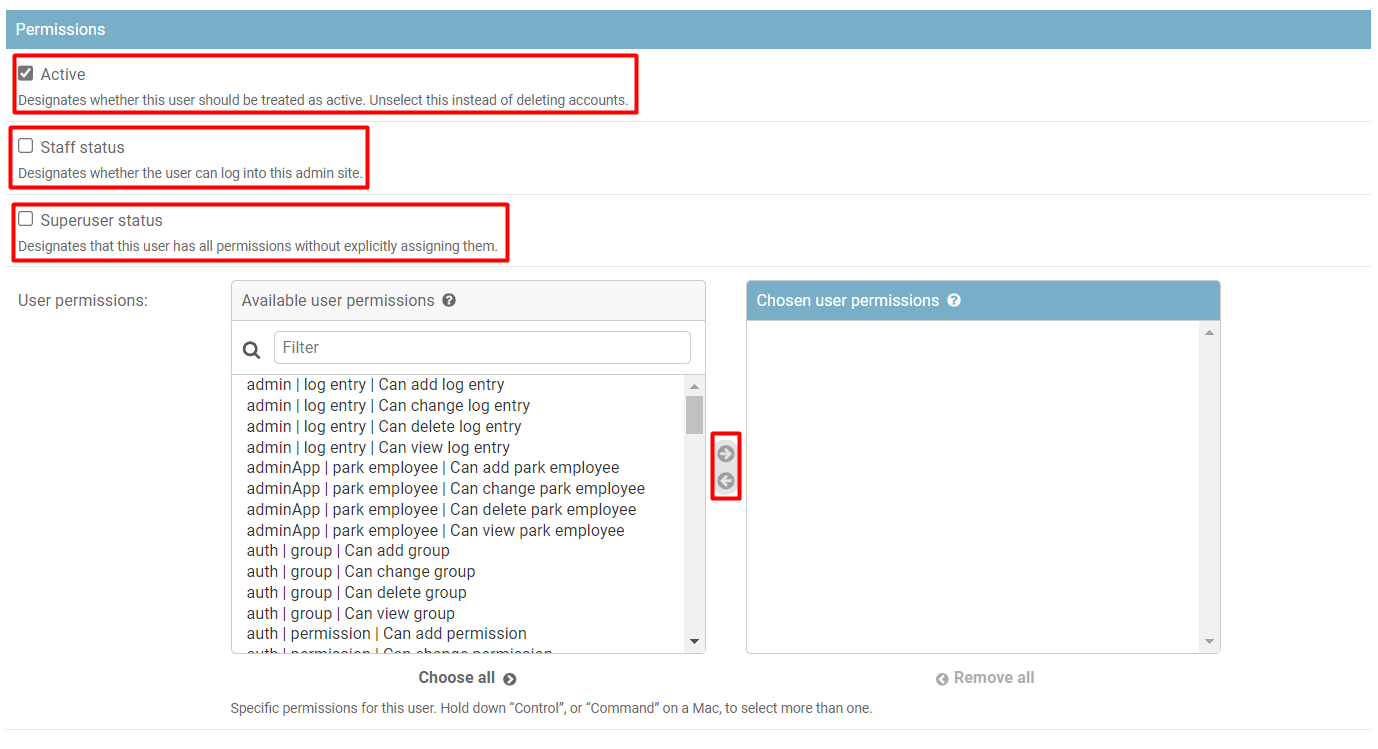 Permissions
Active
Designates whether this user should be treated as active. Unselect this instead of deleting accounts.
Staff status
Designates whether the user can log into this admin site.
Superuser status
Designates that this user has all permissions without explicitly assigning them.
User permissions:
Available user permissions ?
Filter
admin | log entry | Can add log entry
admin | log entry | Can change log entry
admin | log entry | Can delete log entry
admin | log entry | Can view log entry
adminApp | park employee | Can add park employee
adminApp | park employee | Can change park employee
adminApp | park employee | Can delete park employee
adminApp | park employee | Can view park employee
auth | group | Can add group
auth | group | Can change group
auth | group | Can delete group
auth | group | Can view group
auth | permission | Can add permission
auth | permission | Can change permission
Choose all
Chosen user permissions ?
Remove all
Specific permissions for this user. Hold down “Control”, or “Command” on a Mac, to select more than one.